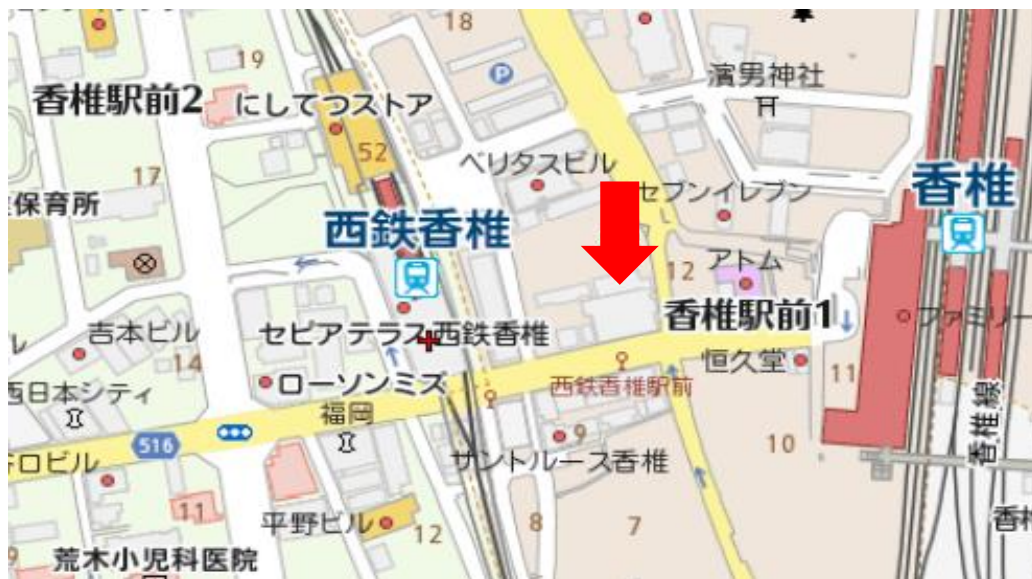 18
19
濱男神社
香椎駅前2
にしてつストア
52
ベリタスビル
17
セブンイレブン
香椎
保育所
西鉄香椎
12
アトム
香椎駅前1
ファミリー
吉本ビル
セピアテラス西鉄香椎
14
恒久堂
11
西日本シティ
ローソンミズ
西鉄香椎駅前
福岡
香椎線
516
9
10
サントルース香椎
11
平野ビル
12
8
7
荒木小児科医院